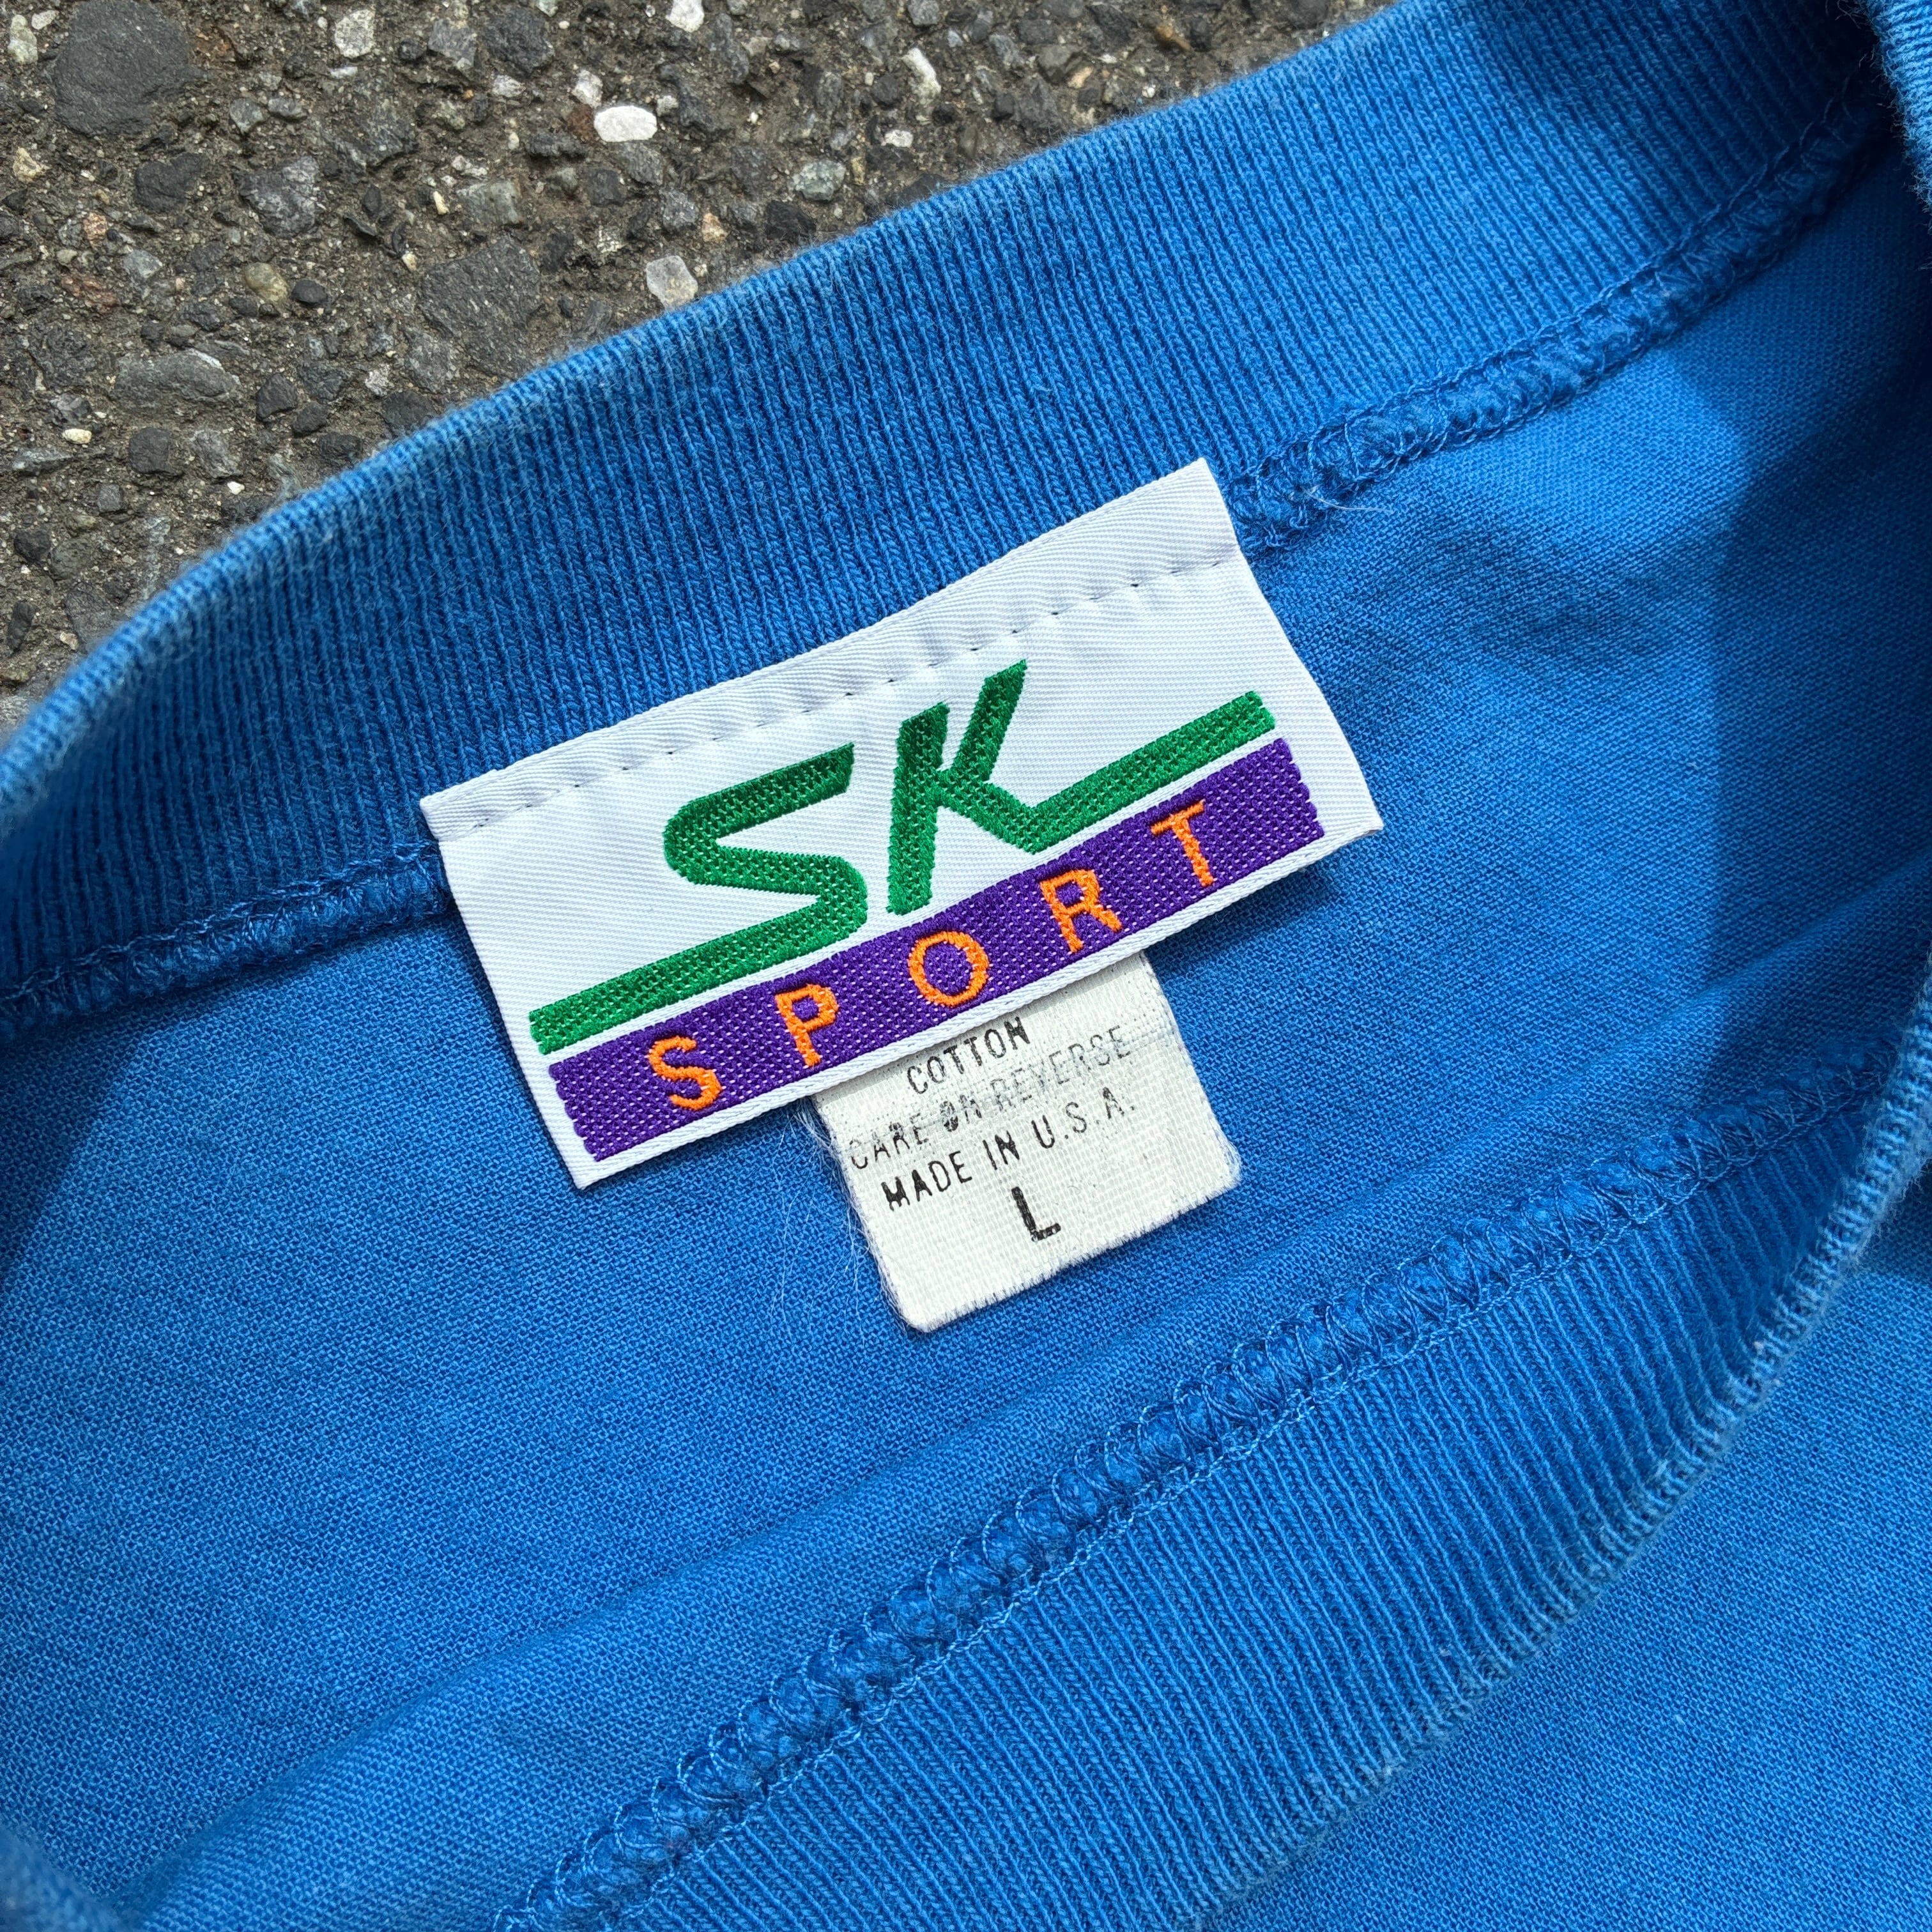 SK
SPORT
COTTON
CARE ON REVERSE
MADE IN U.S.A.
L